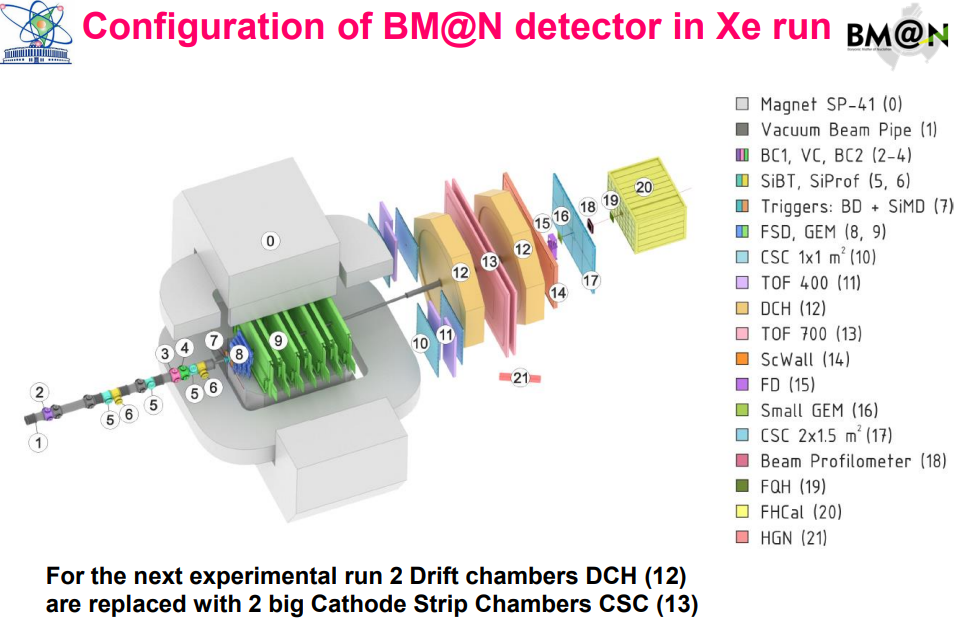 Configuration of BM@N detector in Xe run
BM@N
Magnet SP-41 (0)
Vacuum Beam Pipe (1)
BC1, VC, BC2 (2-4)
SiBT, SiProf (5, 6)
Triggers: BD + SiMD (7)
FSD, GEM (8, 9)
CSC 1x1 m² (10)
TOF 400 (11)
DCH (12)
TOF 700 (13)
ScWall (14)
FD (15)
Small GEM (16)
CSC 2x1.5 m² (17)
Beam Profilometer (18)
FQH (19)
FHCal (20)
HGN (21)
0
20
19
18
16
15
12
13
12
17
14
11
10
9
8
7
4
3
6
5
5
6
5
2
1
21
For the next experimental run 2 Drift chambers DCH (12)
are replaced with 2 big Cathode Strip Chambers CSC (13)